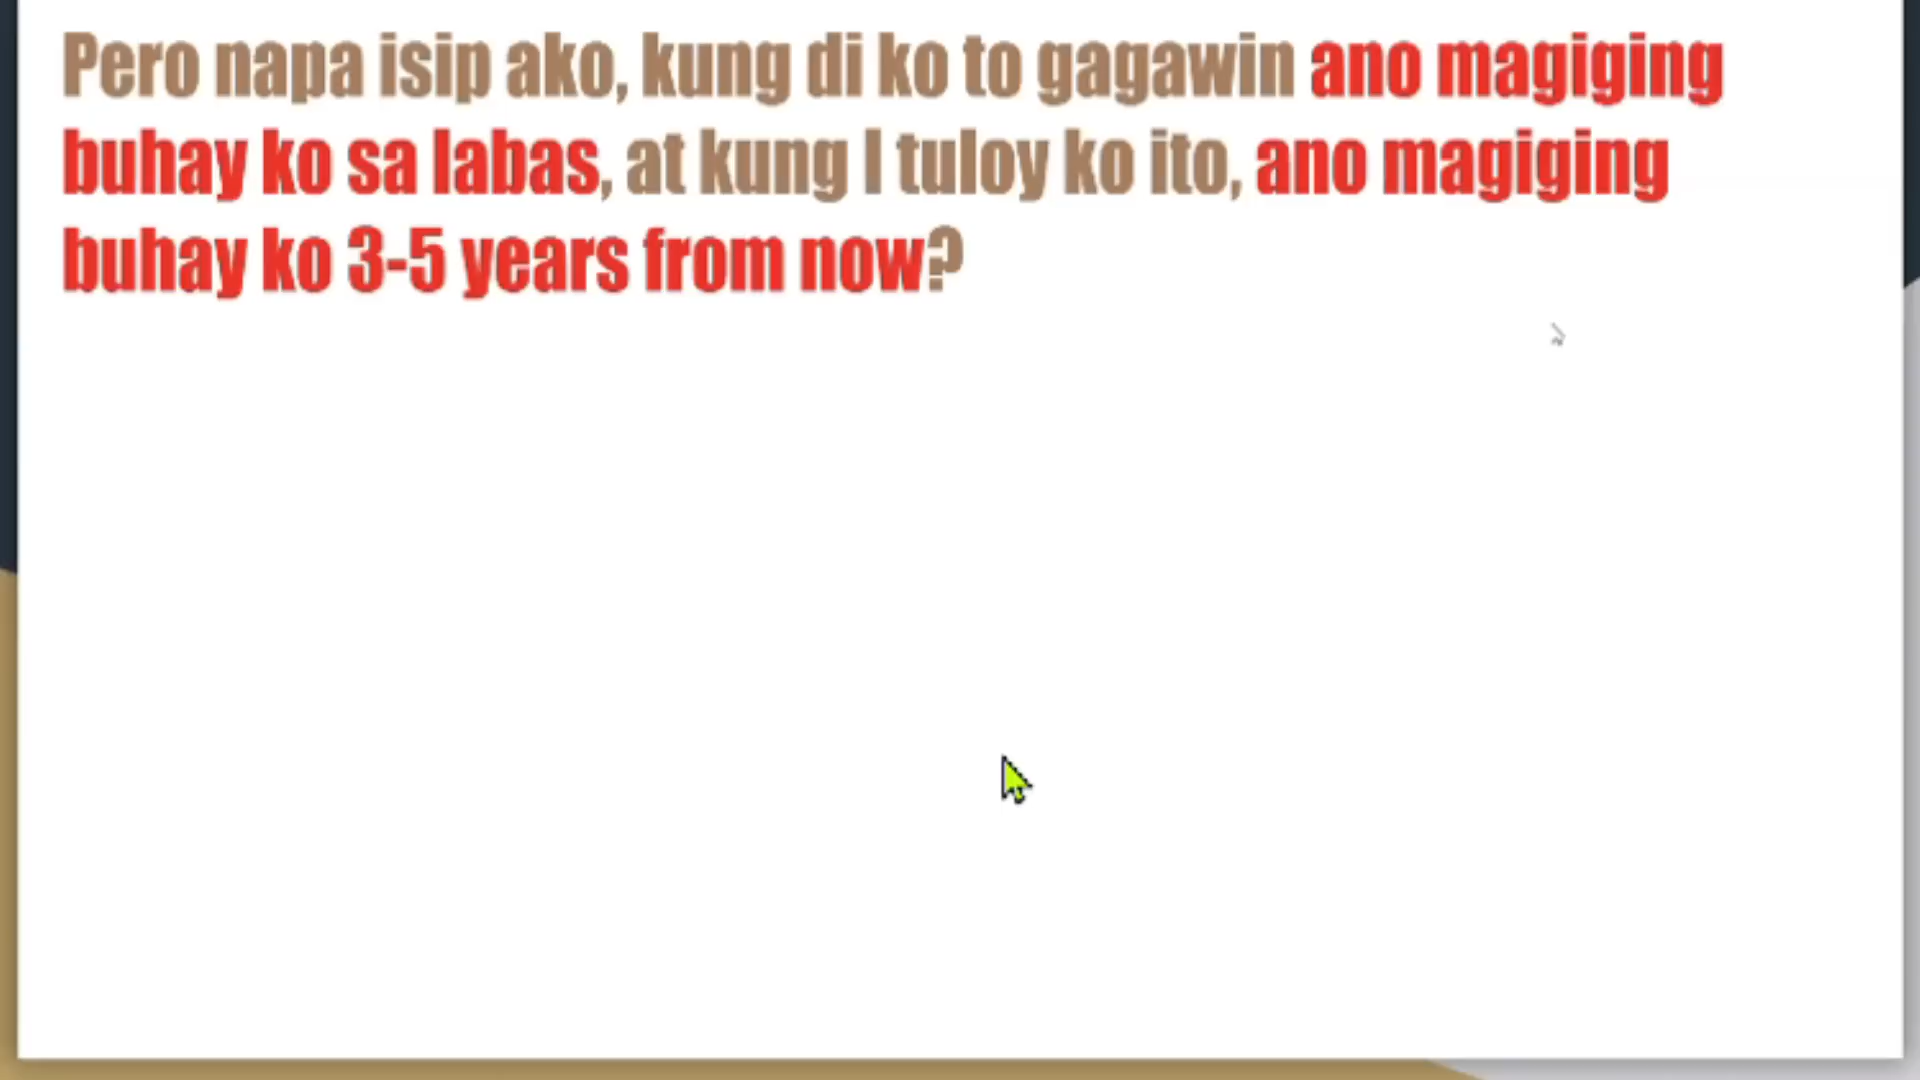 Pero napa isip ako, kung di ko to gagawin ano magiging
buhay ko sa labas, at kung I tuloy ko ito, ano magiging
buhay ko 3-5 years from now?